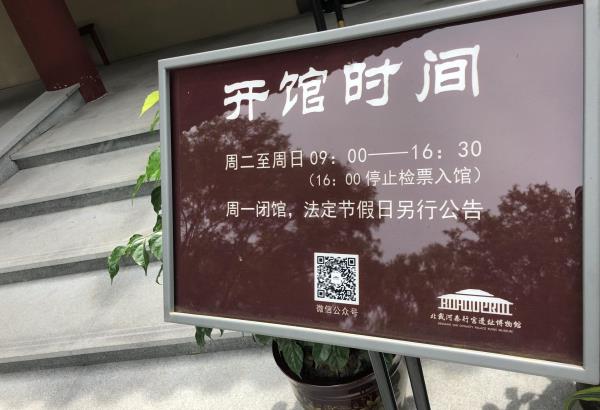 开馆时间
周二至周日 09：00——16：30
（16：00 停止检票入馆）
周一闭馆，法定节假日另行公告
微信公众号
北戴河秦行宫遗址博物馆